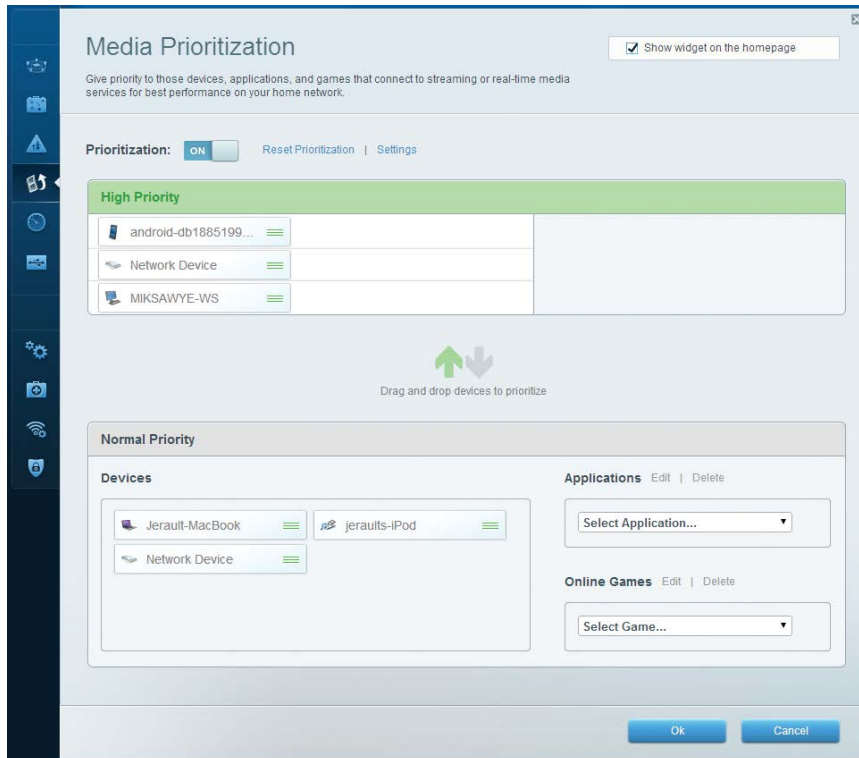 Media Prioritization
Show widget on the homepage
Give priority to those devices, applications, and games that connect to streaming or real-time media
services for best performance on your home network.
Prioritization: ON Reset Prioritization | Settings
High Priority
android-db1885199...
Network Device
MIKSAWYE-WS
Drag and drop devices to prioritize
Normal Priority
Devices
Jerault-MacBook
jeraults-iPod
Network Device
Applications Edit | Delete
Select Application...
Online Games Edit | Delete
Select Game...
Ok
Cancel